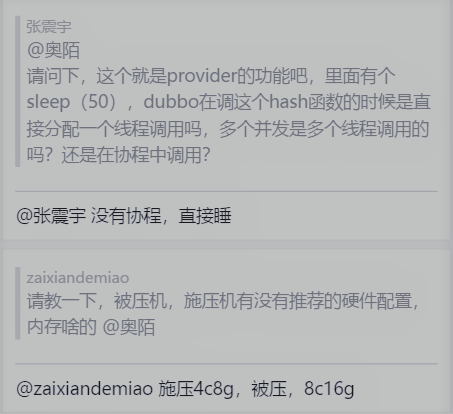 张震宇
@奥陌
请问下，这个就是provider的功能吧，里面有个
sleep（50），dubbo在调这个hash函数的时候是直
接分配一个线程调用吗，多个并发是多个线程调用的
吗？还是在协程中调用？
@张震宇 没有协程，直接睡
zaixiandemiao
请教一下，被压机，施压机有没有推荐的硬件配置，
内存啥的 @奥陌
@zaixiandemiao 施压4c8g，被压，8c16g